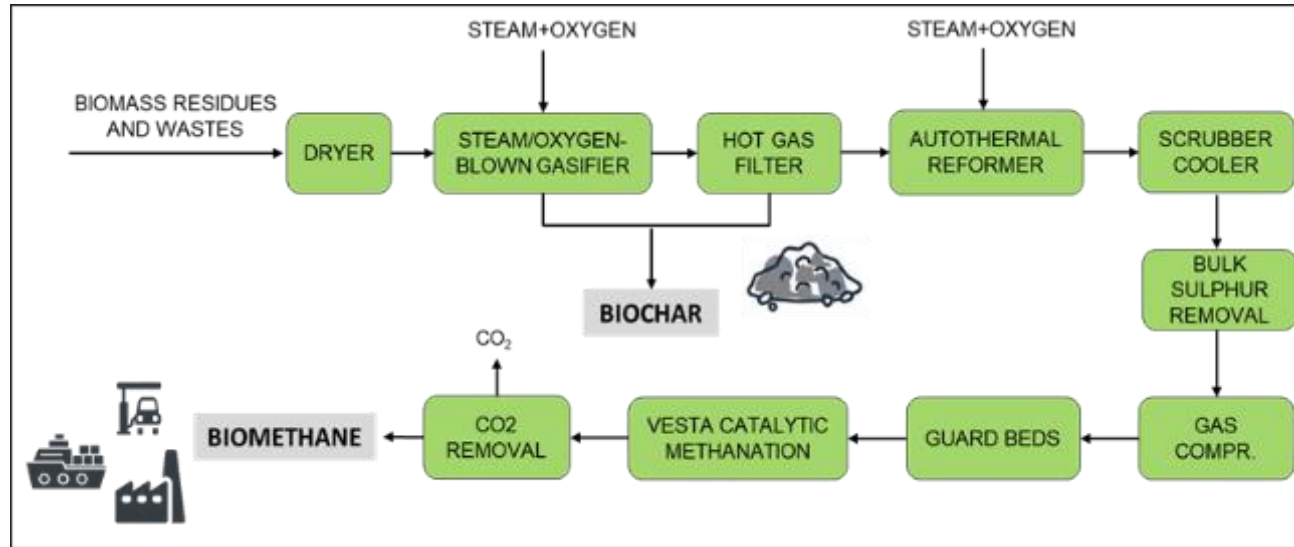 STEAM+OXYGEN
STEAM+OXYGEN
BIOMASS RESIDUES
AND WASTES
DRYER
STEAM/OXYGEN-
BLOWN GASIFIER
HOT GAS
FILTER
AUTOTHERMAL
REFORMER
SCRUBBER
COOLER
BULK
SULPHUR
REMOVAL
BIOCHAR
CO₂
BIOMETHANE
CO2
REMOVAL
VESTA CATALYTIC
METHANATION
GUARD BEDS
GAS
COMPR.